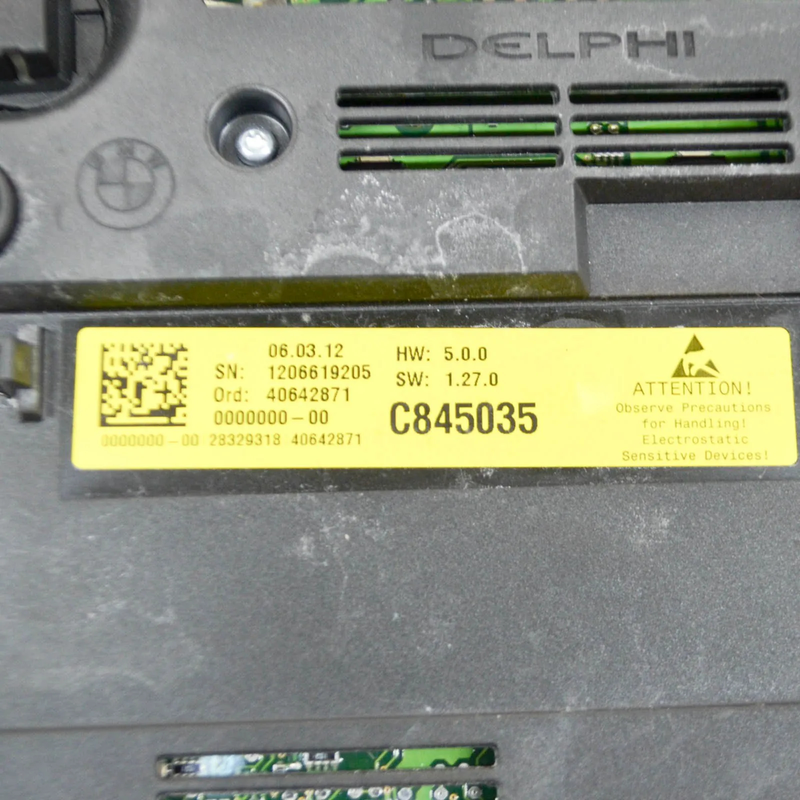 DELPHI
BMW
06.03.12
SN: 1206619205
Ord: 40642871
0000000-00
0000000-00 28329318 40642871
HW: 5.0.0
SW: 1.27.0
C845035
ATTENTION!
Observe Precautions
for Handling!
Electrostatic
Sensitive Devices!